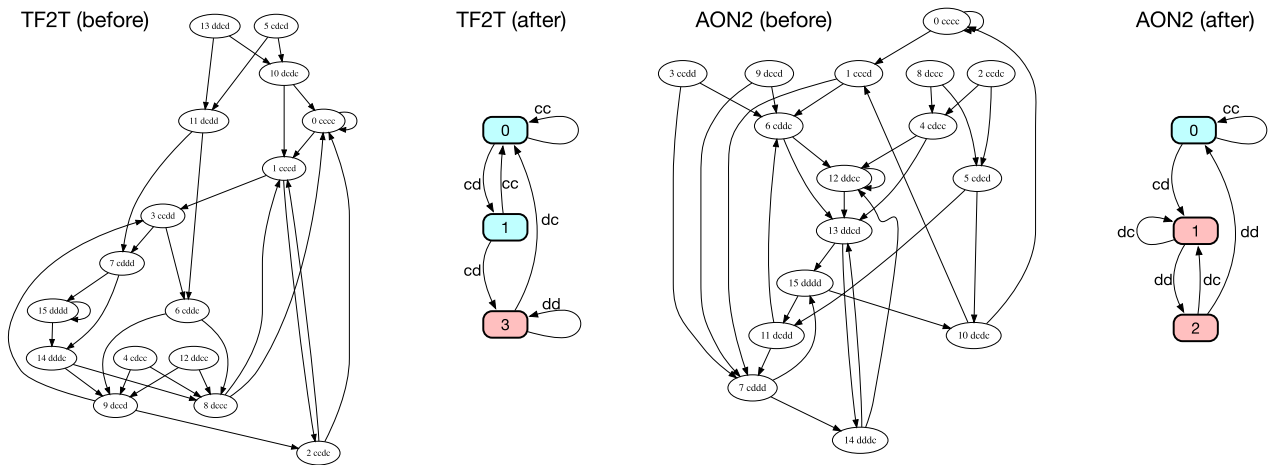 TF2T (before)
13 ddcd
5 cdcd
10 dcdc
11 dcdd
0 cccc
1 cccd
3 ccdd
7 cddd
15 dddd
6 cddc
14 dddc
4 cdcc
12 ddcc
9 dccd
8 dccc
2 ccdc
TF2T (after)
cc
0
cd
cc
dc
1
cd
dd
3
AON2 (before)
0 cccc
3 ccdd
9 dccd
1 cccd
8 dccc
2 ccdc
6 cddc
4 cdcc
12 ddcc
5 cdcd
13 ddcd
15 dddd
11 dcdd
10 dcdc
7 cddd
14 dddc
AON2 (after)
cc
0
cd
dc
1
dd
dd
dc
2